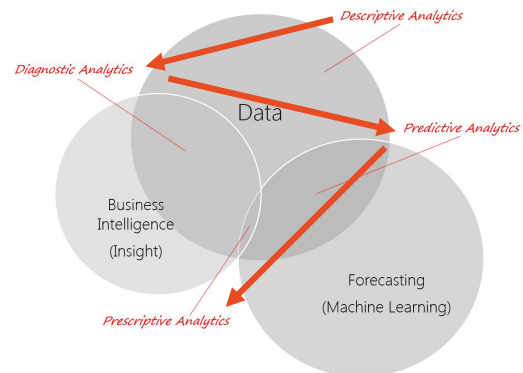 Descriptive Analytics
Diagnostic Analytics
Data
Predictive Analytics
Business
Intelligence
(Insight)
Forecasting
(Machine Learning)
Prescriptive Analytics